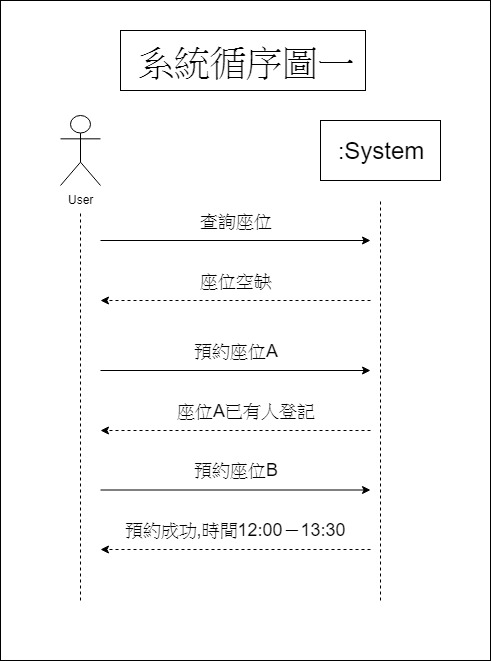 系統循序圖一
:System
User
查詢座位
座位空缺
預約座位A
座位A已有人登記
預約座位B
預約成功,時間12:00－13:30